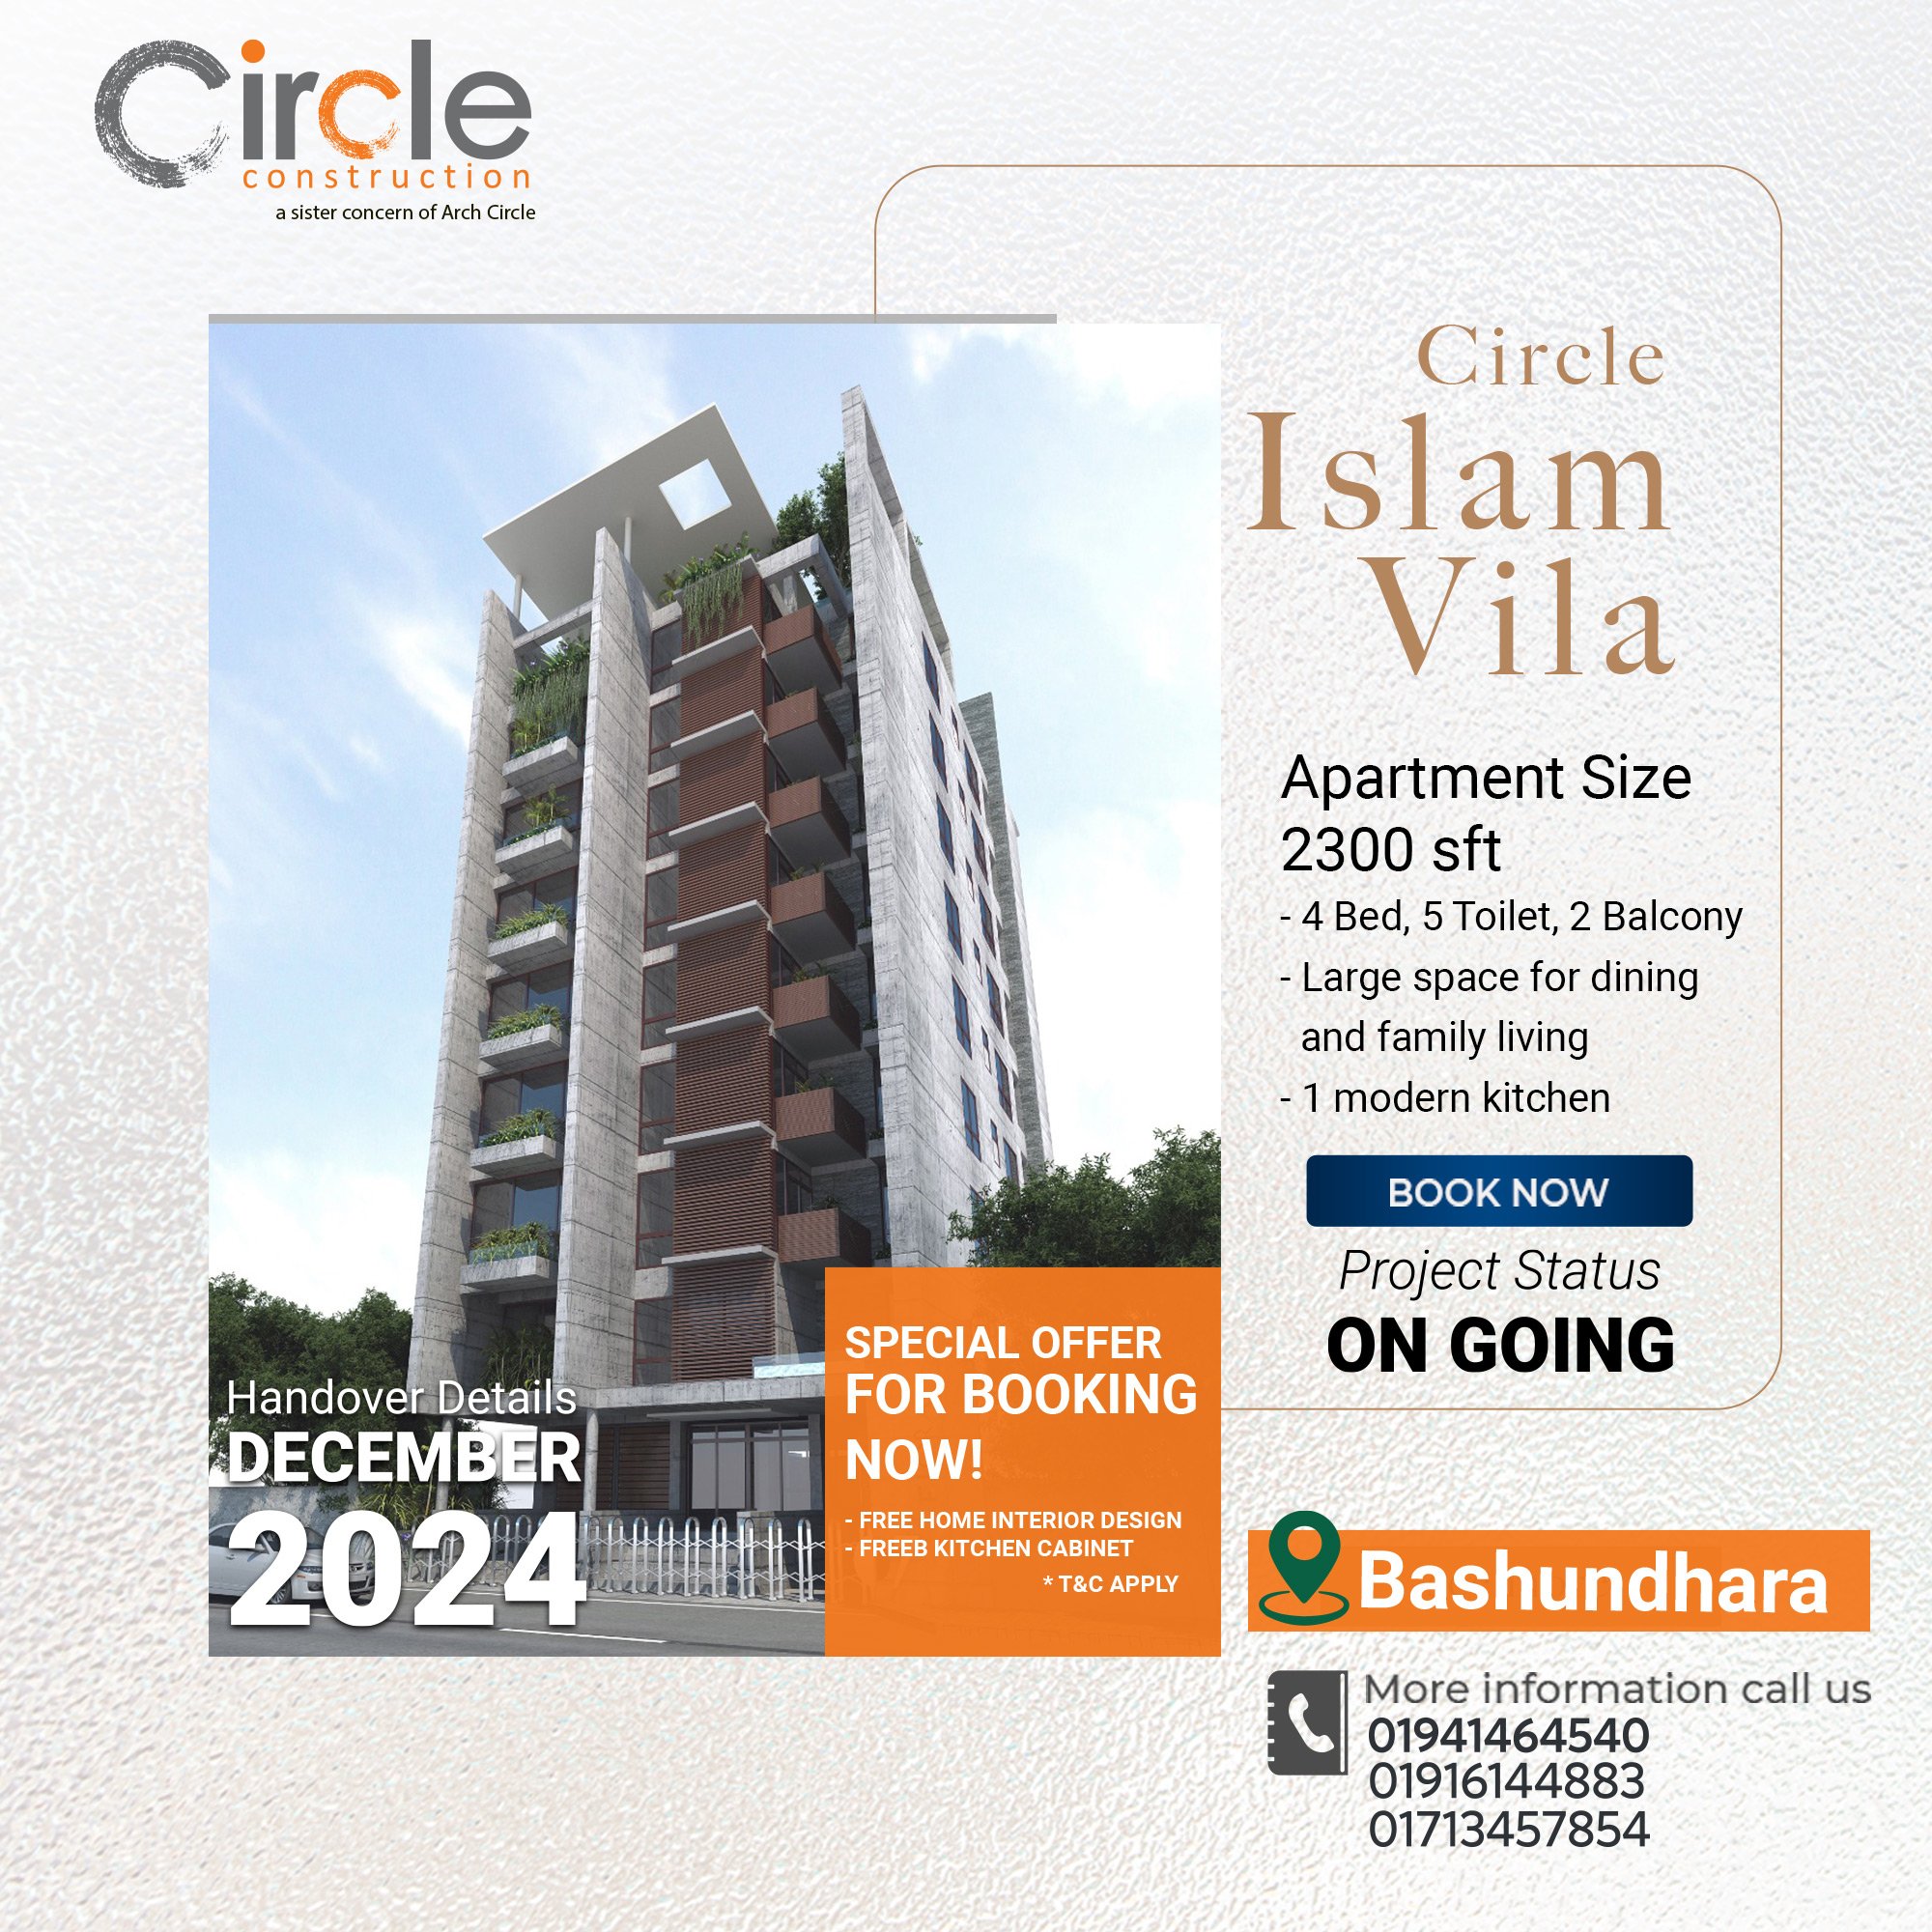 Circle
construction
a sister concern of Arch Circle
Circle
Islam
Vila
Apartment Size
2300 sft
- 4 Bed, 5 Toilet, 2 Balcony
- Large space for dining
and family living
- 1 modern kitchen
BOOK NOW
Project Status
ON GOING
Handover Details
DECEMBER
2024
SPECIAL OFFER
FOR BOOKING
NOW!
- FREE HOME INTERIOR DESIGN
- FREEB KITCHEN CABINET
* T&C APPLY
Bashundhara
More information call us
01941464540
01916144883
01713457854